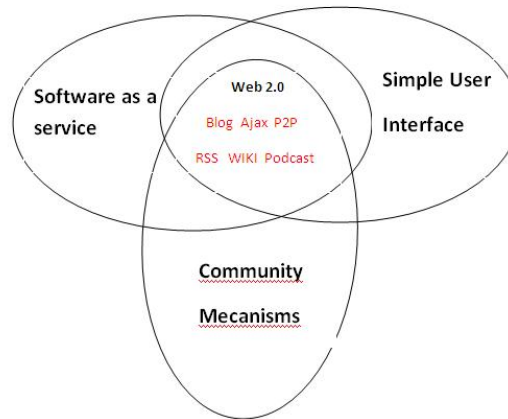 Software as a
service
Web 2.0
Blog Ajax P2P
RSS WIKI Podcast
Simple User
Interface
Community
Mecanisms